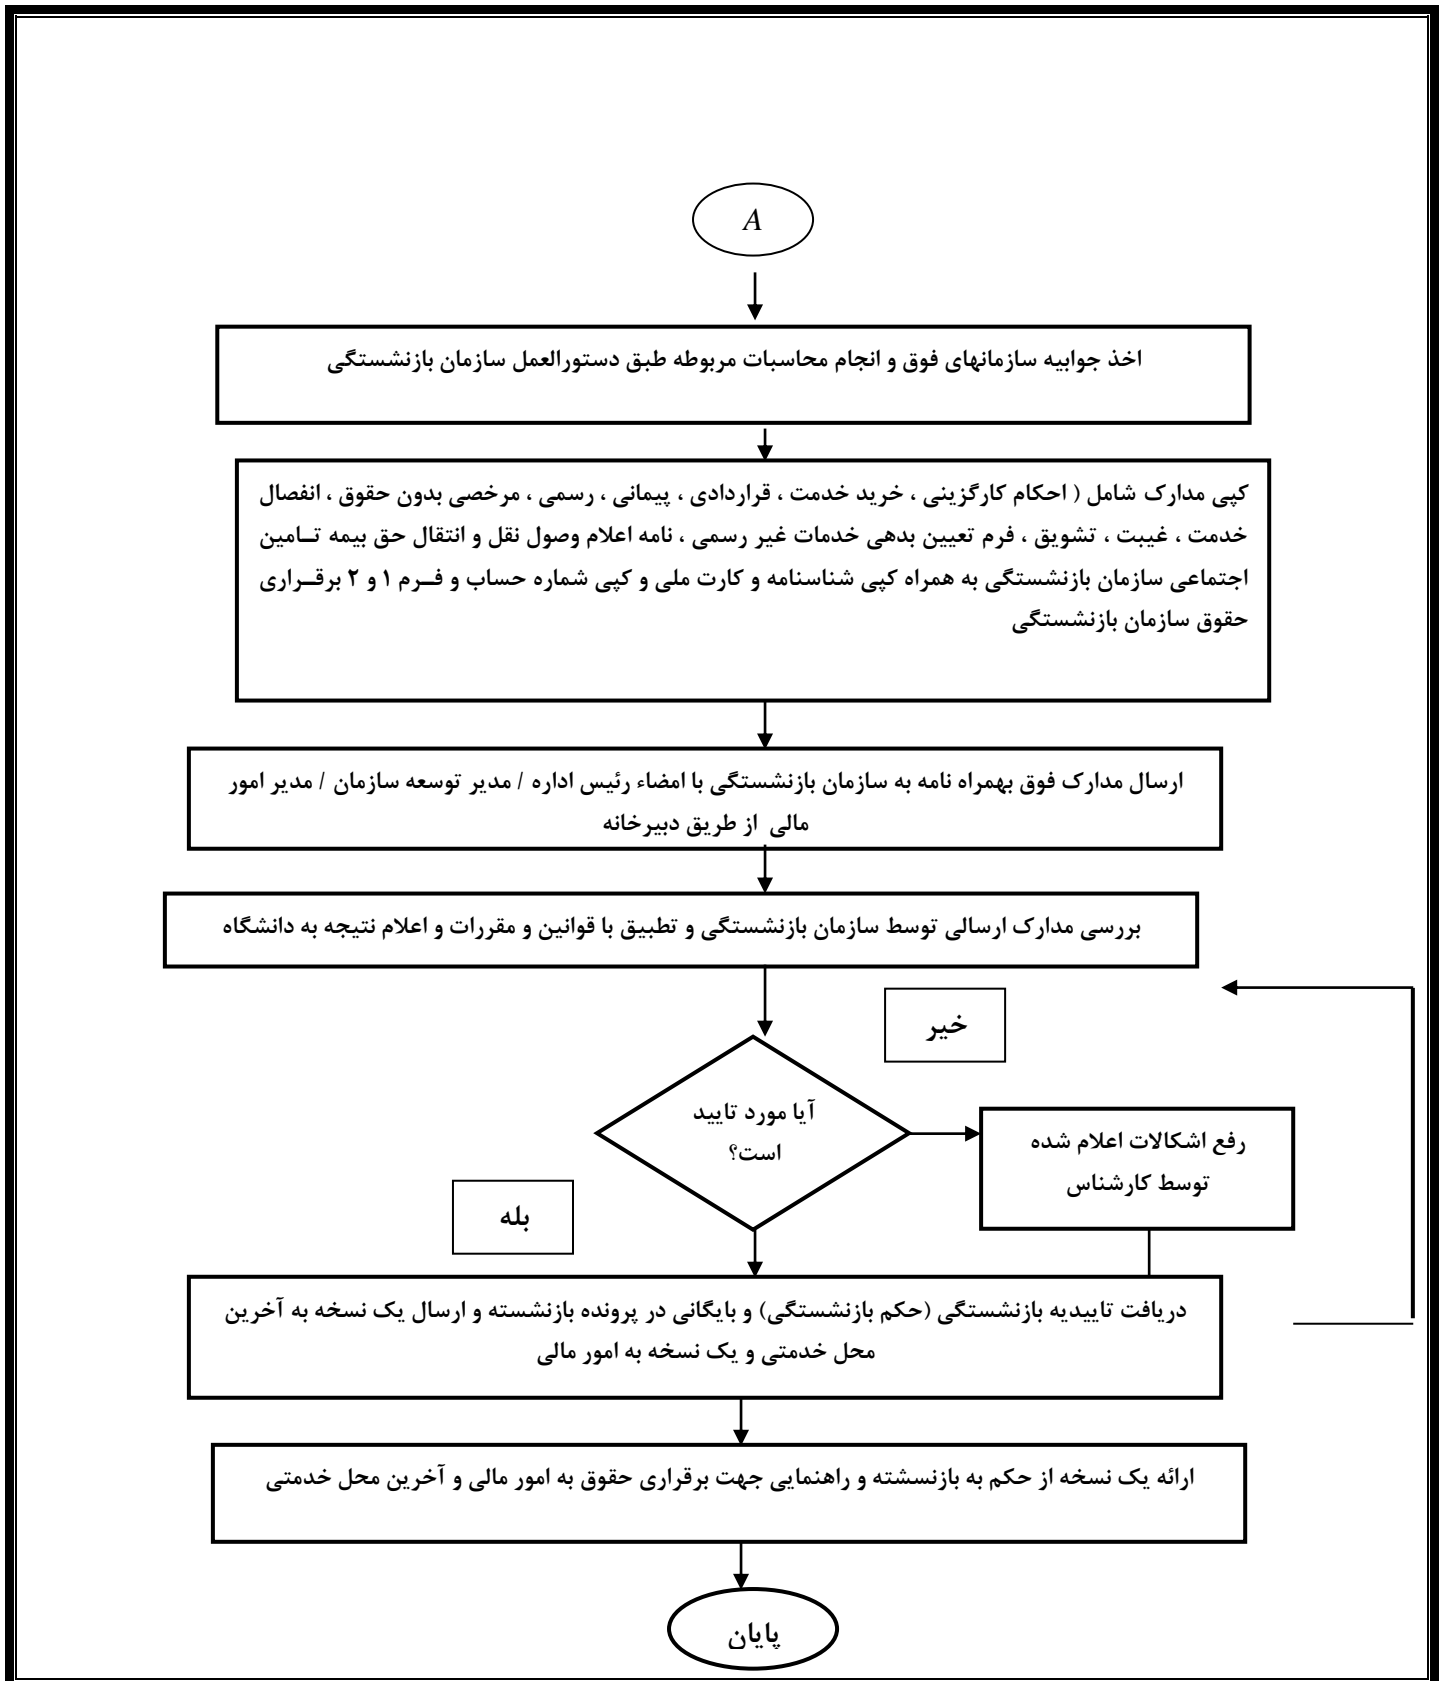 A
اخذ جوابیه سازمانهای فوق و انجام محاسبات مربوطه طبق دستورالعمل سازمان بازنشستگی
کپی مدارک شامل ( احکام کارگزینی ، خرید خدمت ، قراردادی ، پیمانی ، رسمی ، مرخصی بدون حقوق ، انفصال
خدمت ، غیبت ، تشویق ، فرم تعیین بدهی خدمات غیر رسمی ، نامه اعلام وصول نقل و انتقال حق بیمه تــامین
اجتماعی سازمان بازنشستگی به همراه کپی شناسنامه و کارت ملی و کپی شماره حساب و فــرم ۱ و ۲ برقــراری
حقوق سازمان بازنشستگی
ارسال مدارک فوق بهمراه نامه به سازمان بازنشستگی با امضاء رئیس اداره / مدیر توسعه سازمان / مدیر امور
مالی از طریق دبیرخانه
بررسی مدارک ارسالی توسط سازمان بازنشستگی و تطبیق با قوانین و مقررات و اعلام نتیجه به دانشگاه
خیر
آیا مورد تایید
است؟
رفع اشکالات اعلام شده
توسط کارشناس
بله
دریافت تاییدیه بازنشستگی (حکم بازنشستگی) و بایگانی در پرونده بازنشسته و ارسال یک نسخه به آخرین
محل خدمتی و یک نسخه به امور مالی
ارائه یک نسخه از حکم به بازنسشته و راهنمایی جهت برقراری حقوق به امور مالی و آخرین محل خدمتی
پایان